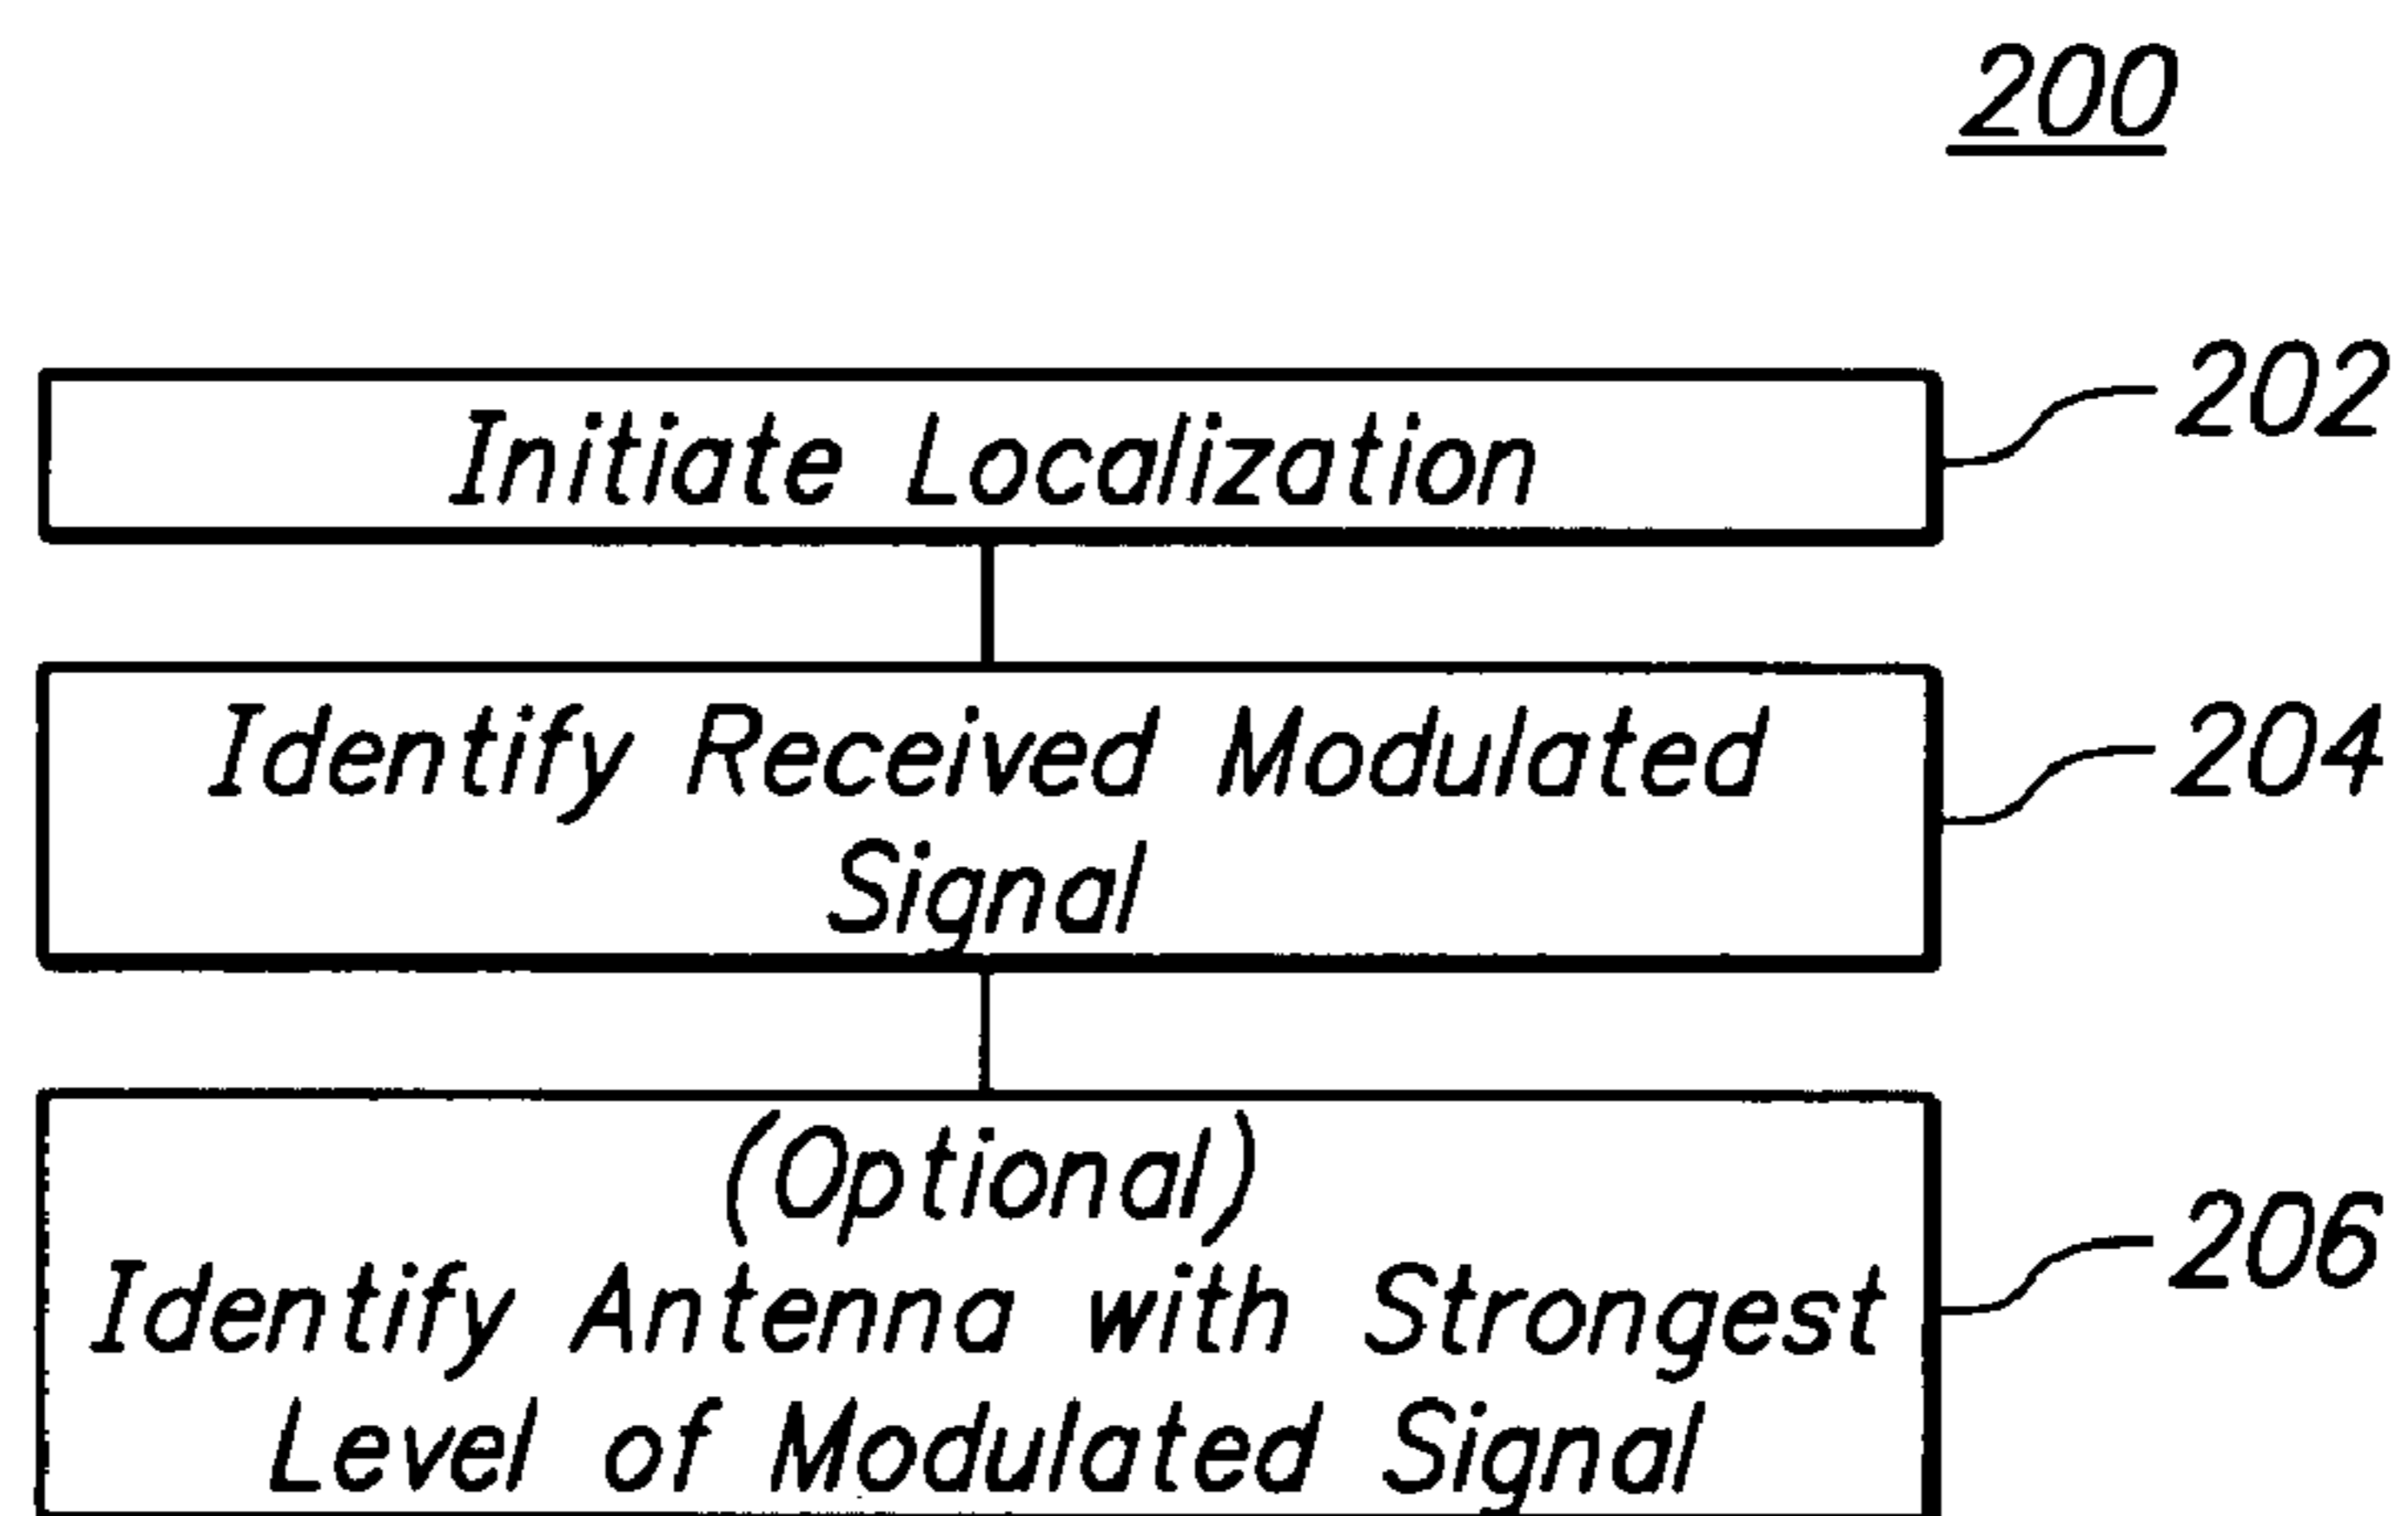 200
Initiate Localization
202
Identify Received Modulated
Signal
204
(Optional)
Identify Antenna with Strongest
Level of Modulated Signal
206